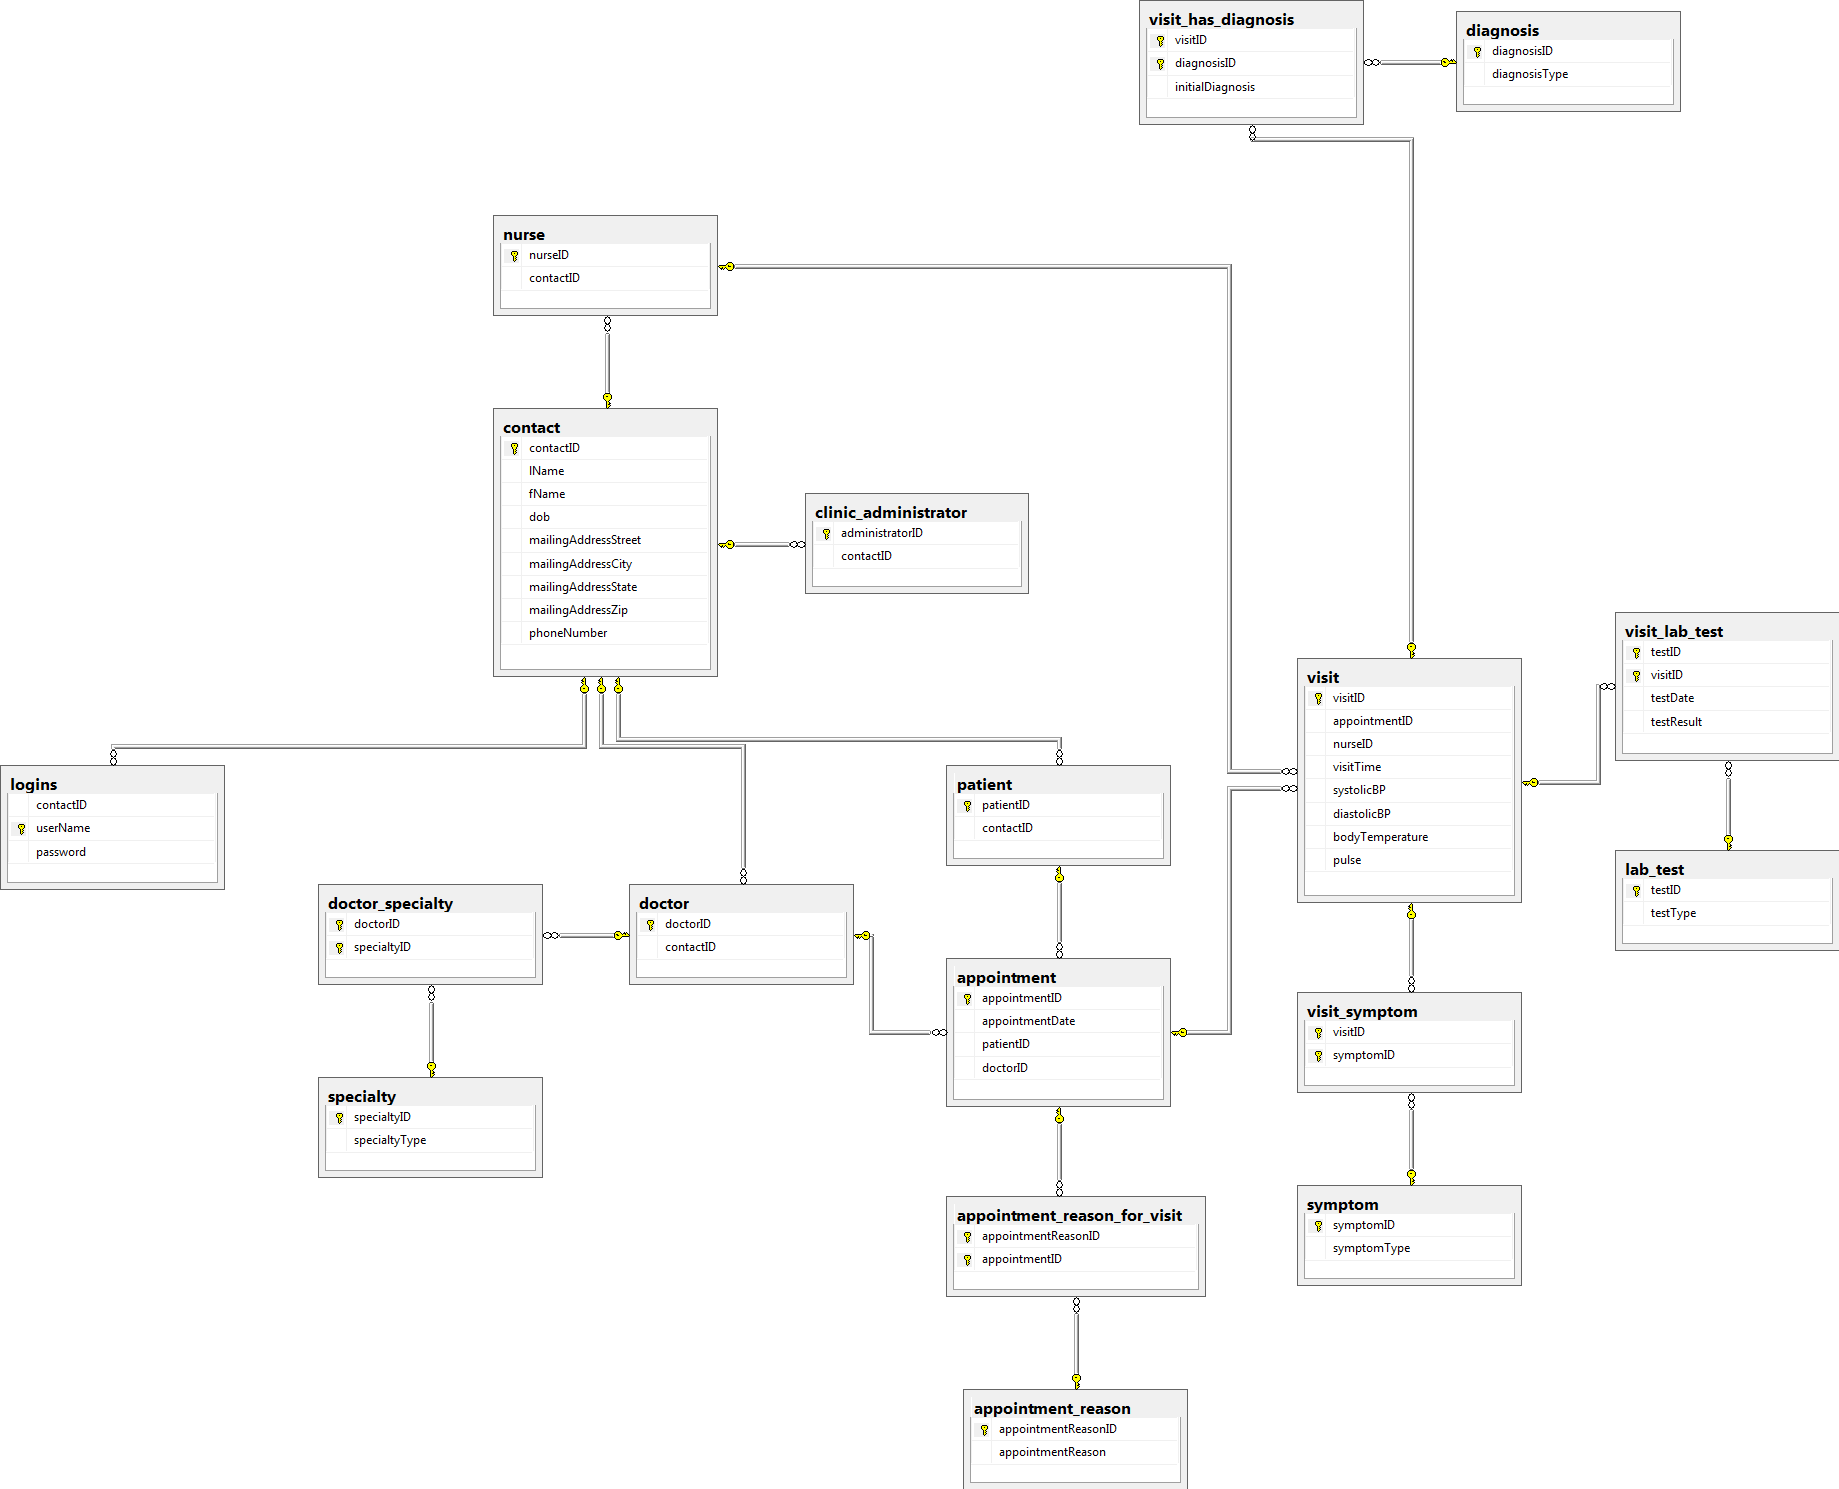 visit_has_diagnosis
visitID
diagnosisID
initialDiagnosis
diagnosis
diagnosisID
diagnosisType
nurse
nurseID
contactID
contact
contactID
lName
fName
dob
mailingAddressStreet
mailingAddressCity
mailingAddressState
mailingAddressZip
phoneNumber
clinic_administrator
administratorID
contactID
visit_lab_test
testID
visitID
testDate
testResult
visit
visitID
appointmentID
nurseID
visitTime
systolicBP
diastolicBP
bodyTemperature
pulse
logins
contactID
userName
password
patient
patientID
contactID
lab_test
testID
testType
doctor_specialty
doctorID
specialtyID
doctor
doctorID
contactID
appointment
appointmentID
appointmentDate
patientID
doctorID
visit_symptom
visitID
symptomID
specialty
specialtyID
specialtyType
symptom
symptomID
symptomType
appointment_reason_for_visit
appointmentReasonID
appointmentID
appointment_reason
appointmentReasonID
appointmentReason